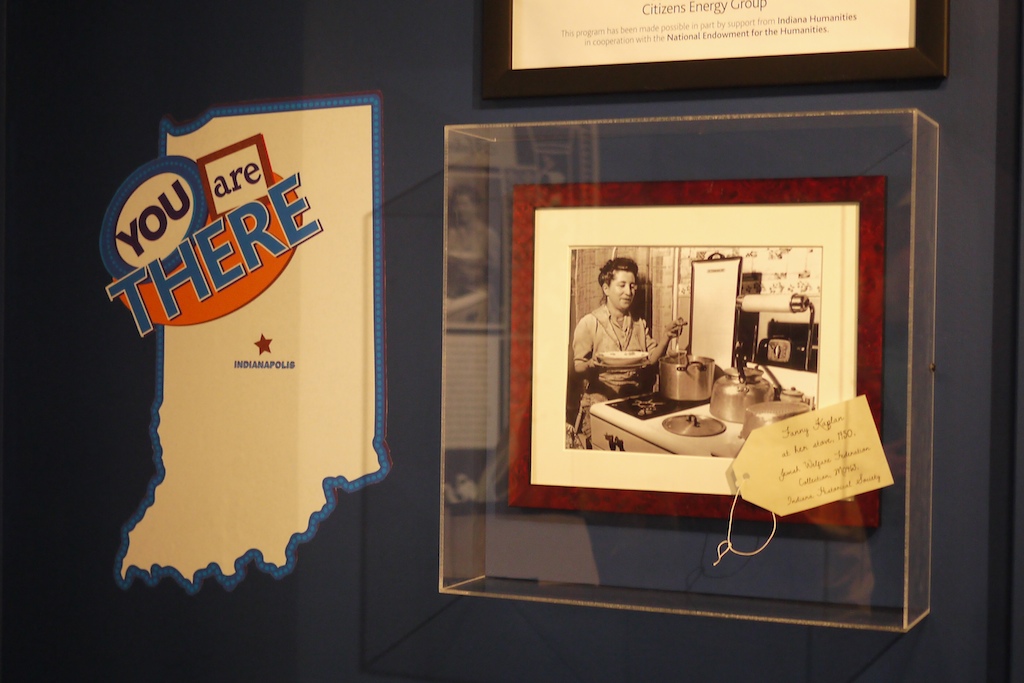 Citizens Energy Group
This program has been made possible in part by support from Indiana Humanities
in cooperation with the National Endowment for the Humanities.
YOU are
THERE
INDIANAPOLIS
Fanny Kaplan
at her stove, 1950.
Jewish Welfare Federation
Collection, M0463.
Indiana Historical Society